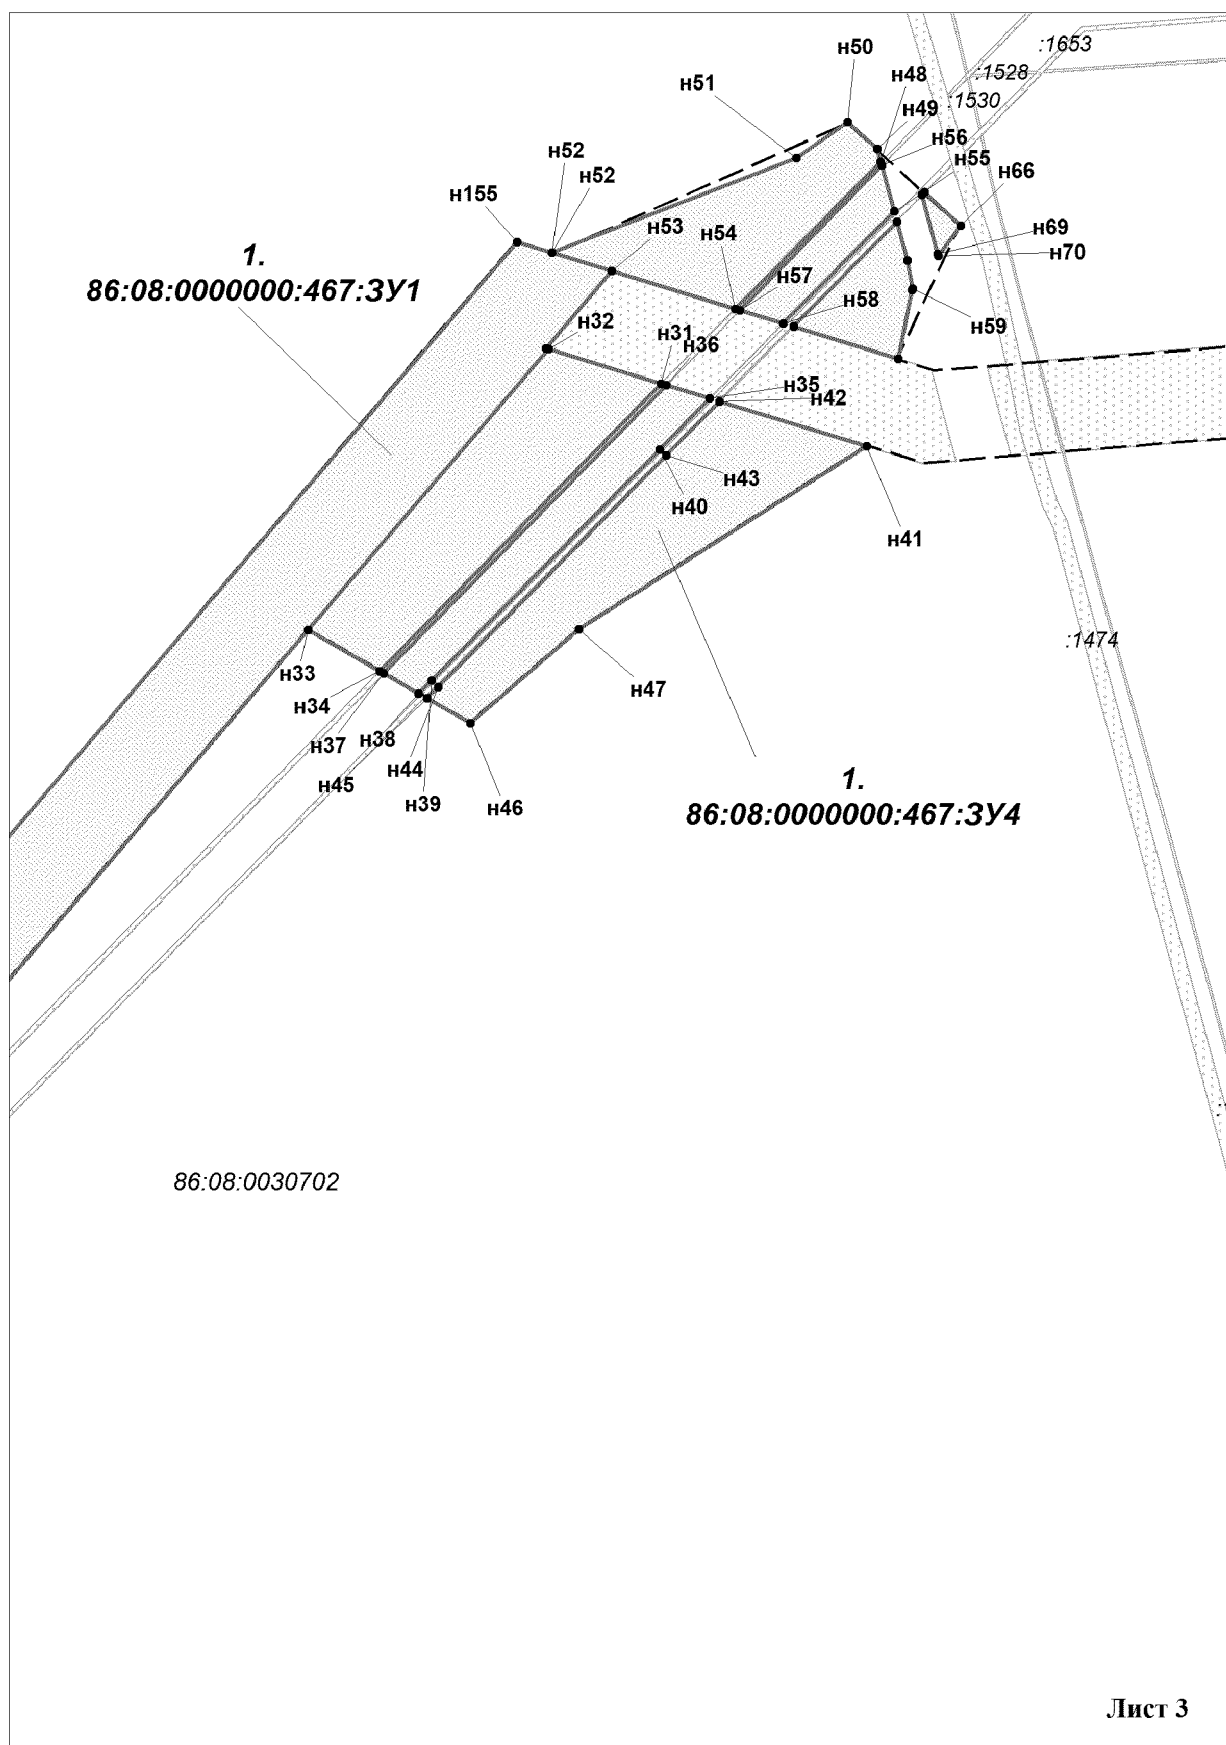 :1653
н50
:1528
н48
н51
:1530
н49
н56
н52
н55
н66
н52
н155
н69
н53
н54
н70
1.
н57
86:08:0000000:467:ЗУ1
н58
н59
н32
н31
н36
н35
н42
н43
н40
н41
:1474
н33
н47
н34
н38
н37
н44
н45
1.
н39
н46
86:08:0000000:467:ЗУ4
86:08:0030702
Лист 3